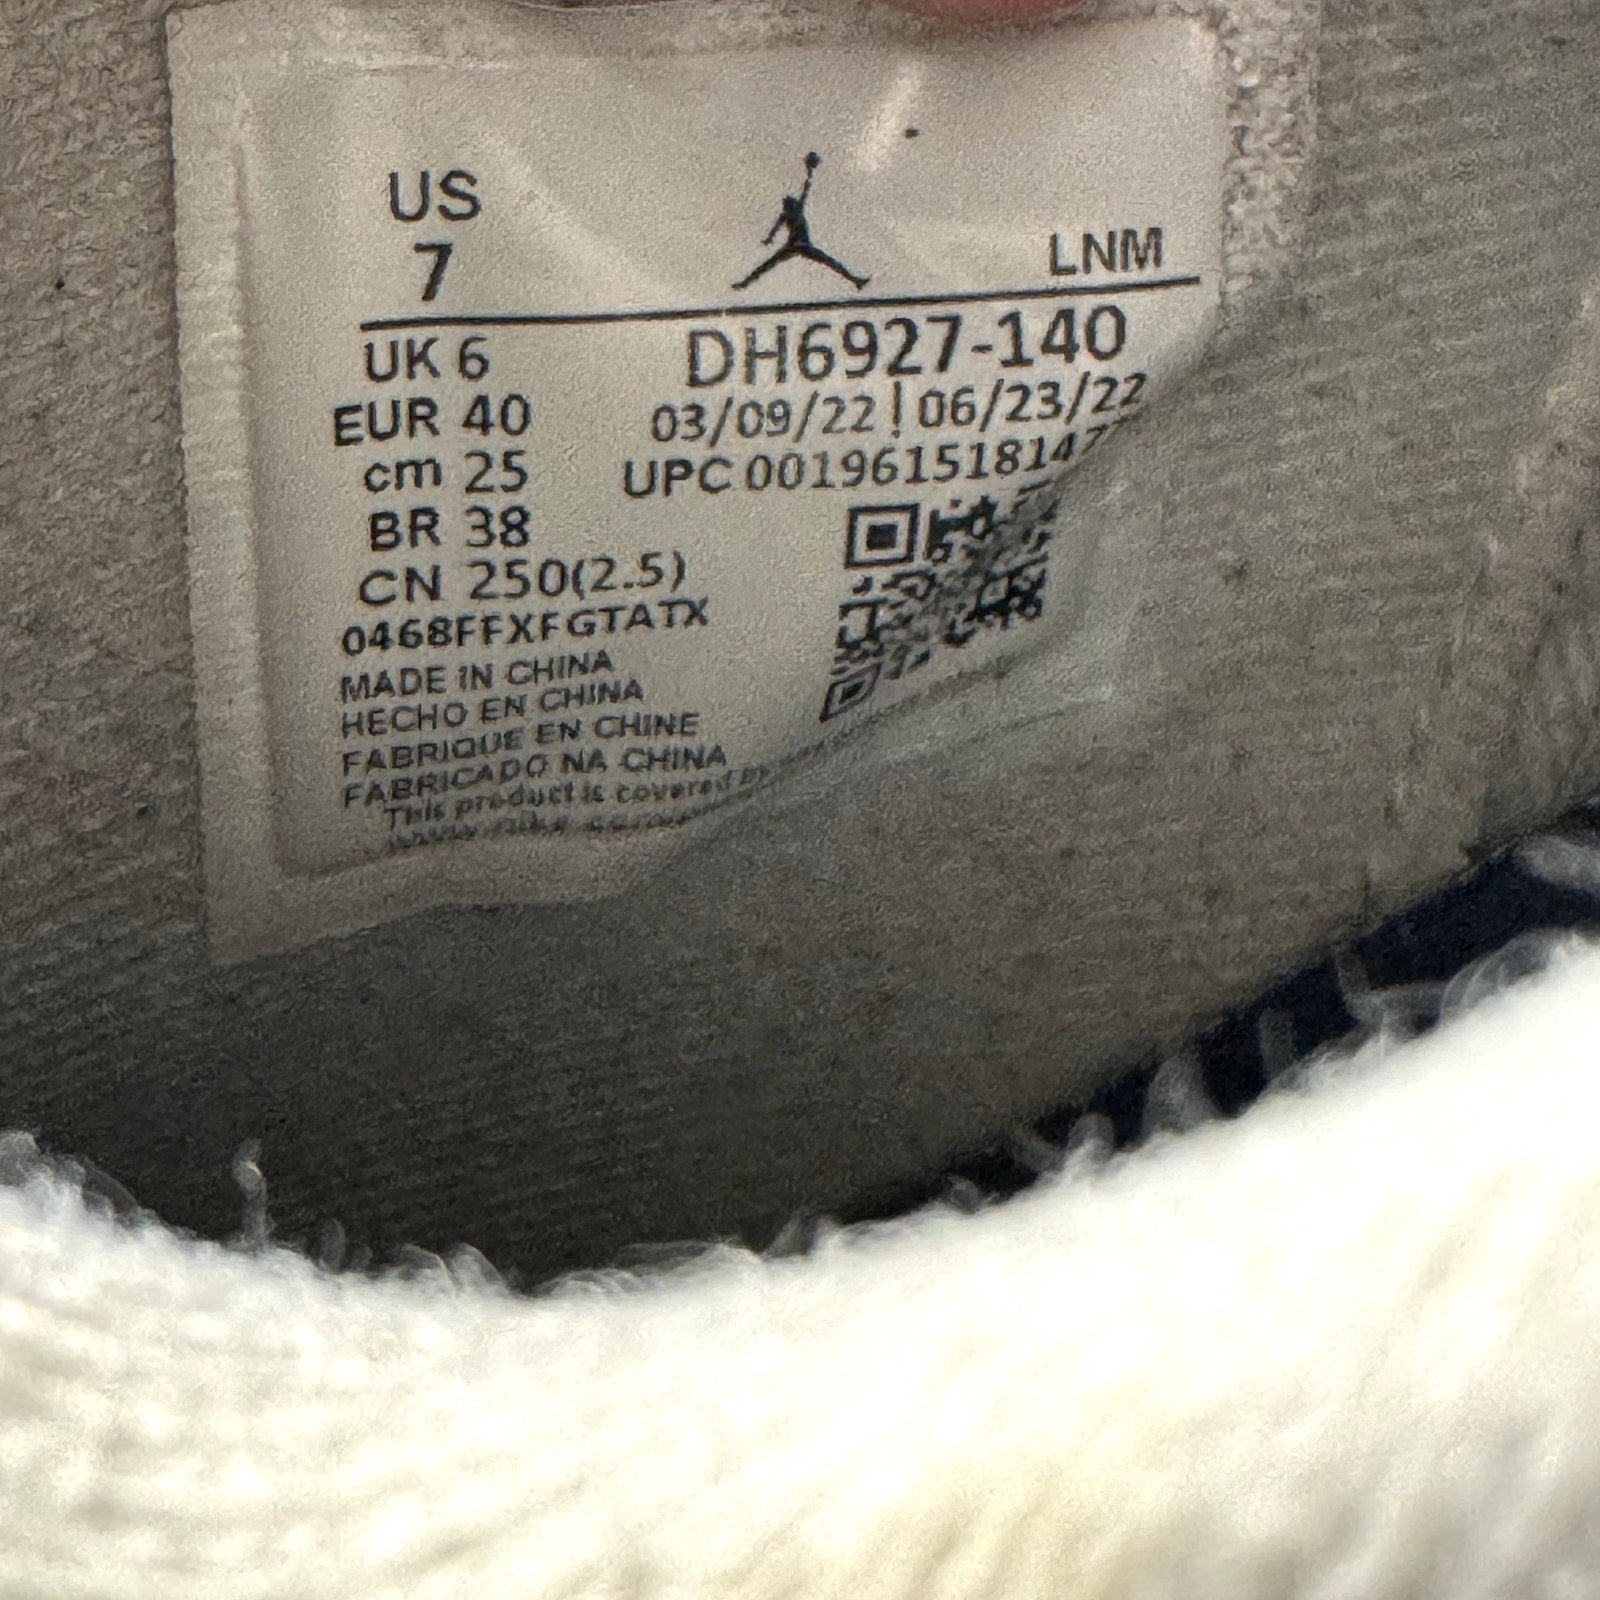 US
7
LNM
UK 6
DH6927-140
EUR 40
03/09/22 | 06/23/22
cm 25
UPC
BR 38
CN 250(2.5)
0468FFXFGTATX
MADE IN CHINA
HECHO EN CHINA
FABRIQUE EN CHINE
FABRICADO NA CHINA
This product is covered